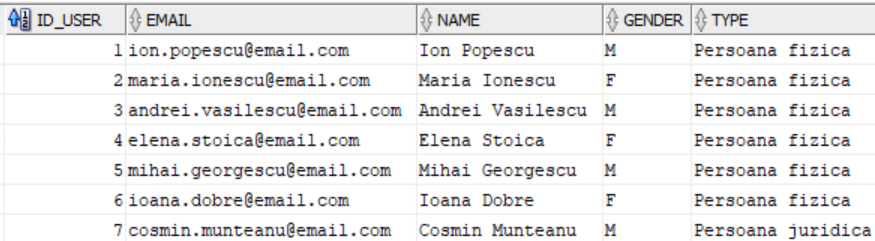 ID_USER EMAIL NAME GENDER TYPE
1 ion.popescu@email.com Ion Popescu M Persoana fizica
2 maria.ionescu@email.com Maria Ionescu F Persoana fizica
3 andrei.vasilescu@email.com Andrei Vasilescu M Persoana fizica
4 elena.stoica@email.com Elena Stoica F Persoana fizica
5 mihai.georgescu@email.com Mihai Georgescu M Persoana fizica
6 ioana.dobre@email.com Ioana Dobre F Persoana fizica
7 cosmin.munteanu@email.com Cosmin Munteanu M Persoana juridica